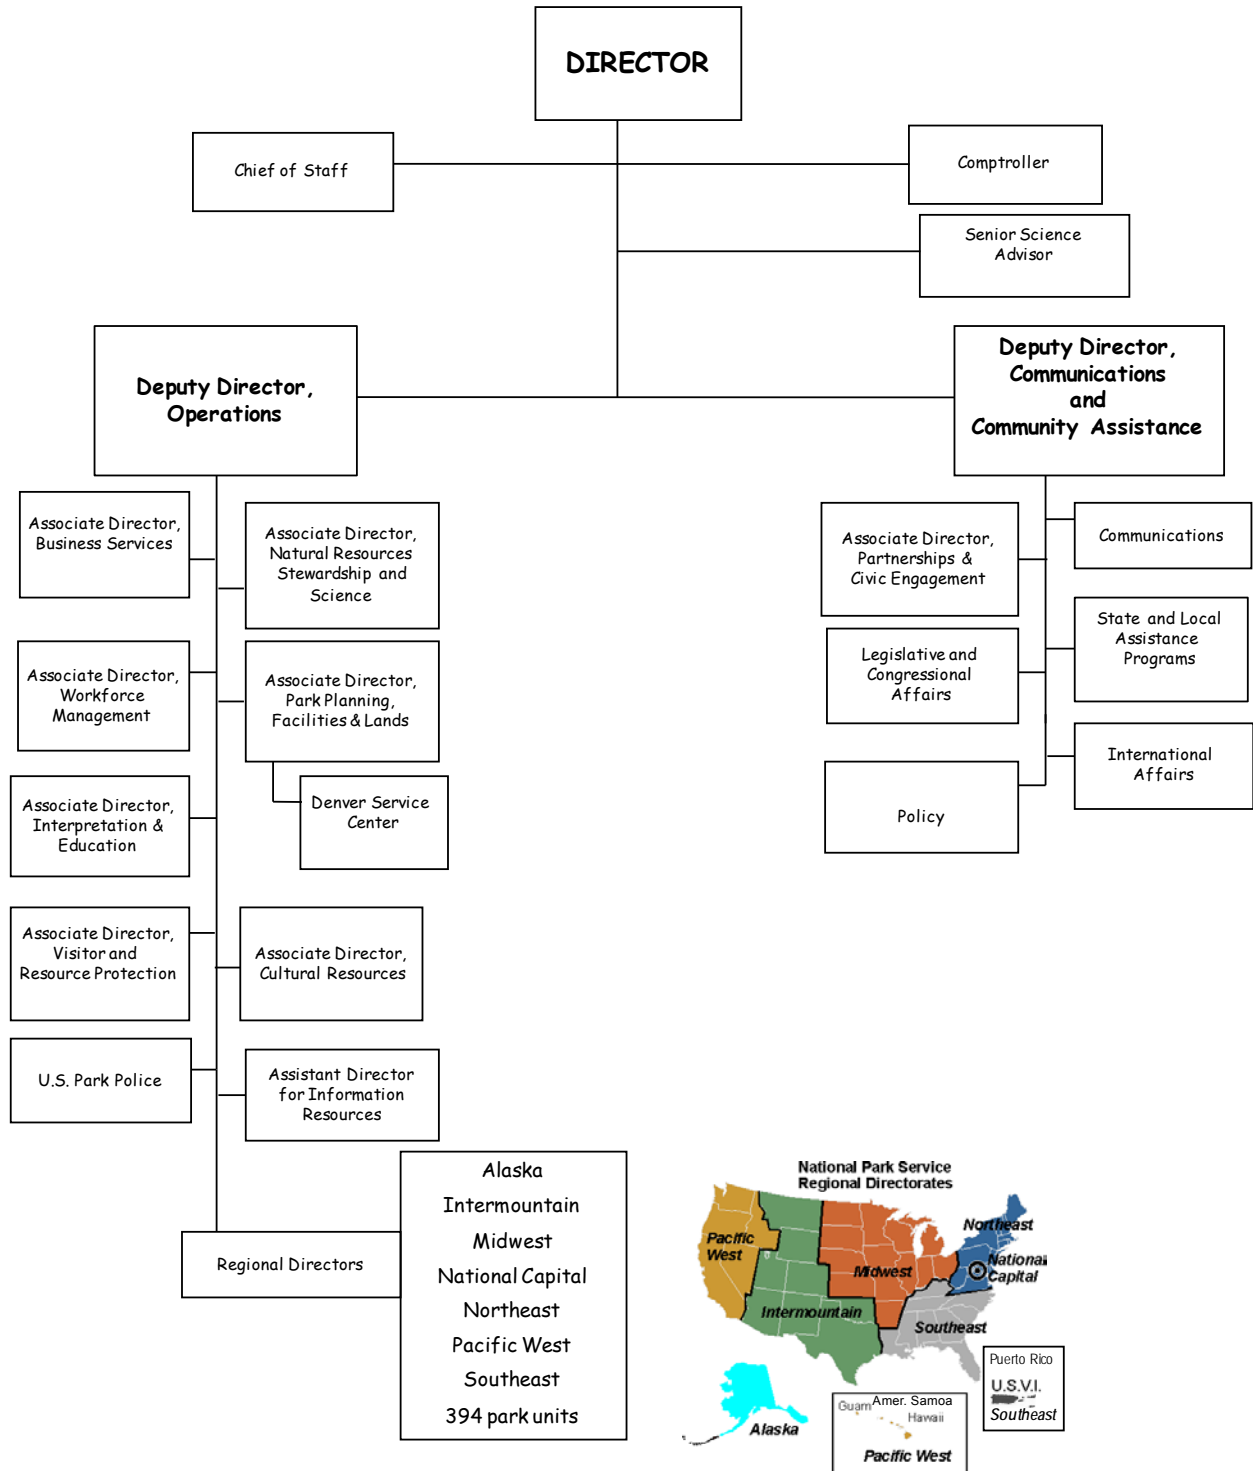 DIRECTOR
Chief of Staff
Comptroller
Senior Science
Advisor
Deputy Director,
Operations
Deputy Director,
Communications
and
Community Assistance
Associate Director,
Business Services
Associate Director,
Natural Resources
Stewardship and
Science
Associate Director,
Workforce
Management
Associate Director,
Park Planning,
Facilities & Lands
Denver Service
Center
Associate Director,
Interpretation &
Education
Associate Director,
Visitor and
Resource Protection
Associate Director,
Cultural Resources
U.S. Park Police
Assistant Director
for Information
Resources
Regional Directors
Alaska
Intermountain
Midwest
National Capital
Northeast
Pacific West
Southeast
394 park units
Associate Director,
Partnerships &
Civic Engagement
Communications
Legislative and
Congressional
Affairs
State and Local
Assistance
Programs
Policy
International
Affairs
National Park Service
Regional Directorates
Pacific
West
Midwest
Northeast
National
Capital
Intermountain
Southeast
Alaska
Guam
Amer. Samoa
Hawaii
Pacific West
Puerto Rico
U.S.V.I.
Southeast